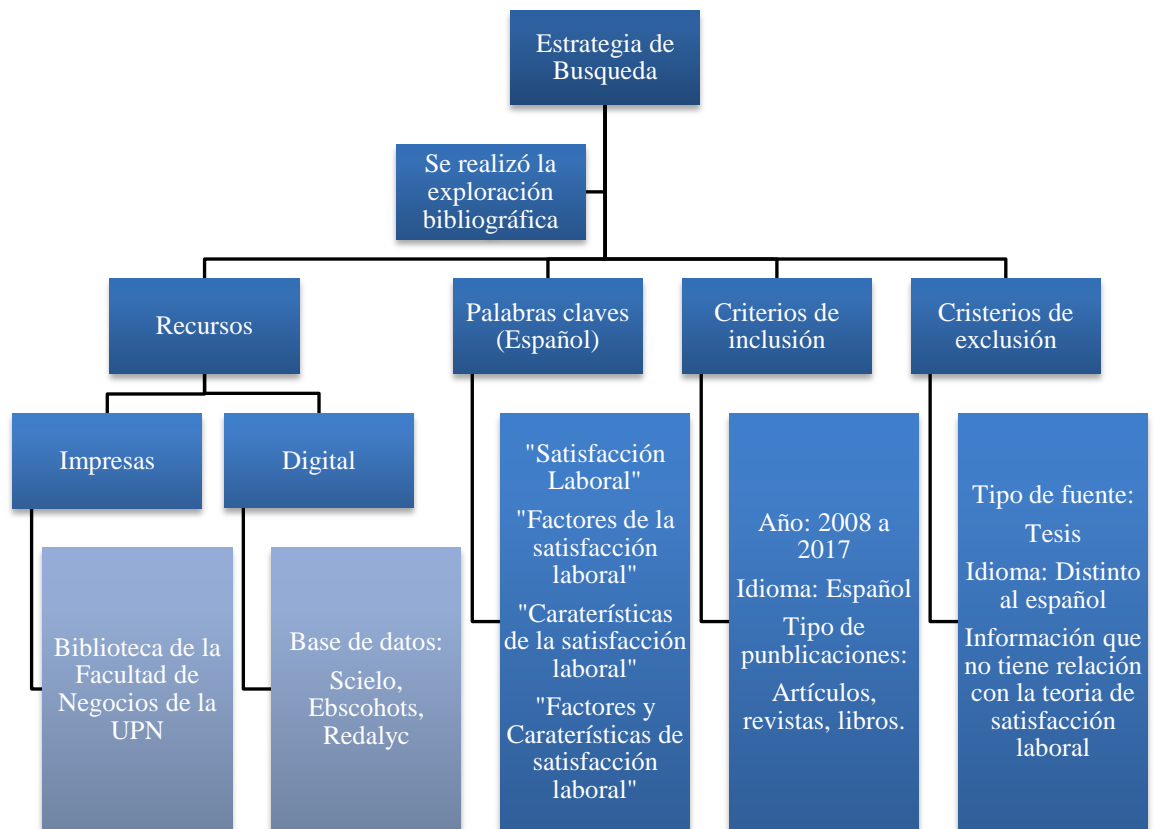 Estrategia de
Busqueda
Se realizó la
exploración
bibliográfica
Recursos
Palabras claves
(Español)
Criterios de
inclusión
Cristerios de
exclusión
Impresas
Digital
Biblioteca de la
Facultad de
Negocios de la
UPN
Base de datos:
Scielo,
Ebscohots,
Redalyc
"Satisfacción
Laboral"
"Factores de la
satisfacción
laboral"
"Caraterísticas
de la satisfacción
laboral"
"Factores y
Caraterísticas de
satisfacción
laboral"
Año: 2008 a
2017
Idioma: Español
Tipo de
punblicaciones:
Artículos,
revistas, libros.
Tipo de fuente:
Tesis
Idioma: Distinto
al español
Información que
no tiene relación
con la teoria de
satisfacción
laboral